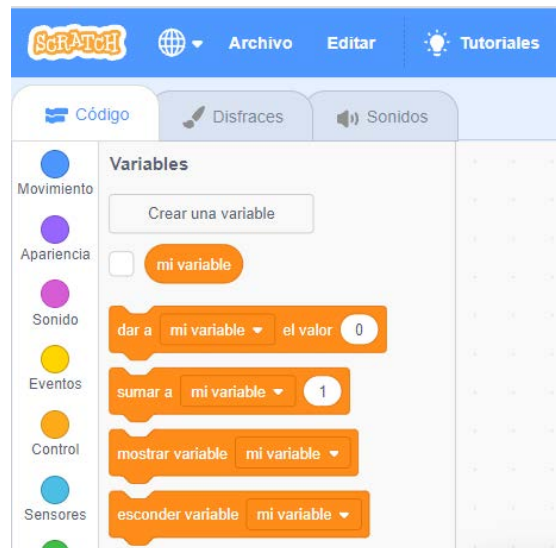 SCRATCH Archivo Editar Tutoriales
Código Disfraces Sonidos
Movimiento
Apariencia
Sonido
Eventos
Control
Sensores
Variables
Crear una variable
mi variable
dar a mi variable el valor 0
sumar a mi variable 1
mostrar variable mi variable
esconder variable mi variable